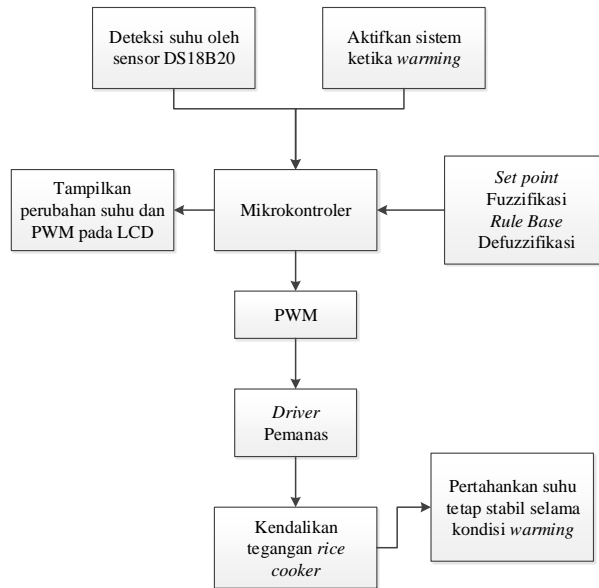 Deteksi suhu oleh
sensor DS18B20
Aktifkan sistem
ketika warming
Tampilkan
perubahan suhu dan
PWM pada LCD
Mikrokontroler
Set point
Fuzzifikasi
Rule Base
Defuzzifikasi
PWM
Driver
Pemanas
Kendalikan
tegangan rice
cooker
Pertahankan suhu
tetap stabil selama
kondisi warming